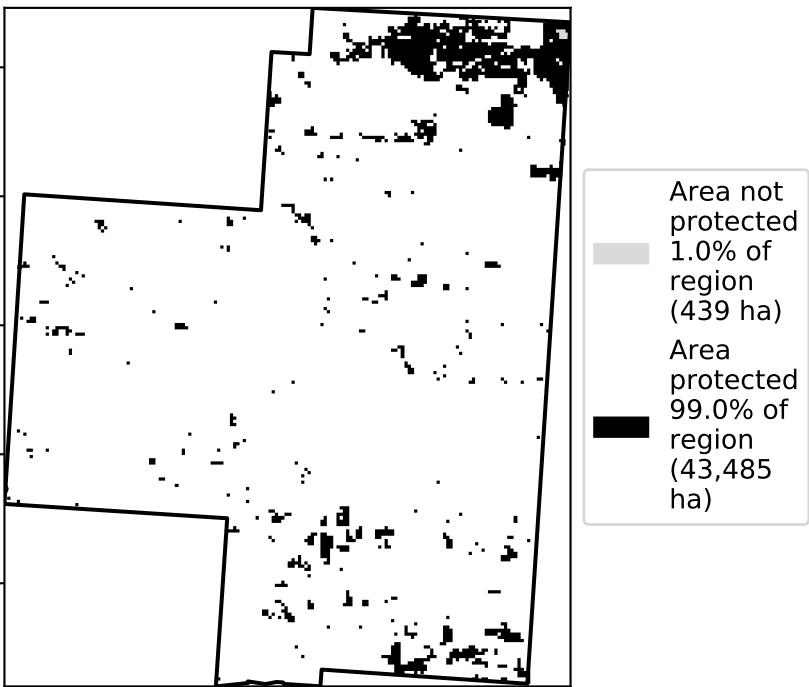 Area not
protected
1.0% of
region
(439 ha)
Area
protected
99.0% of
region
(43,485
ha)